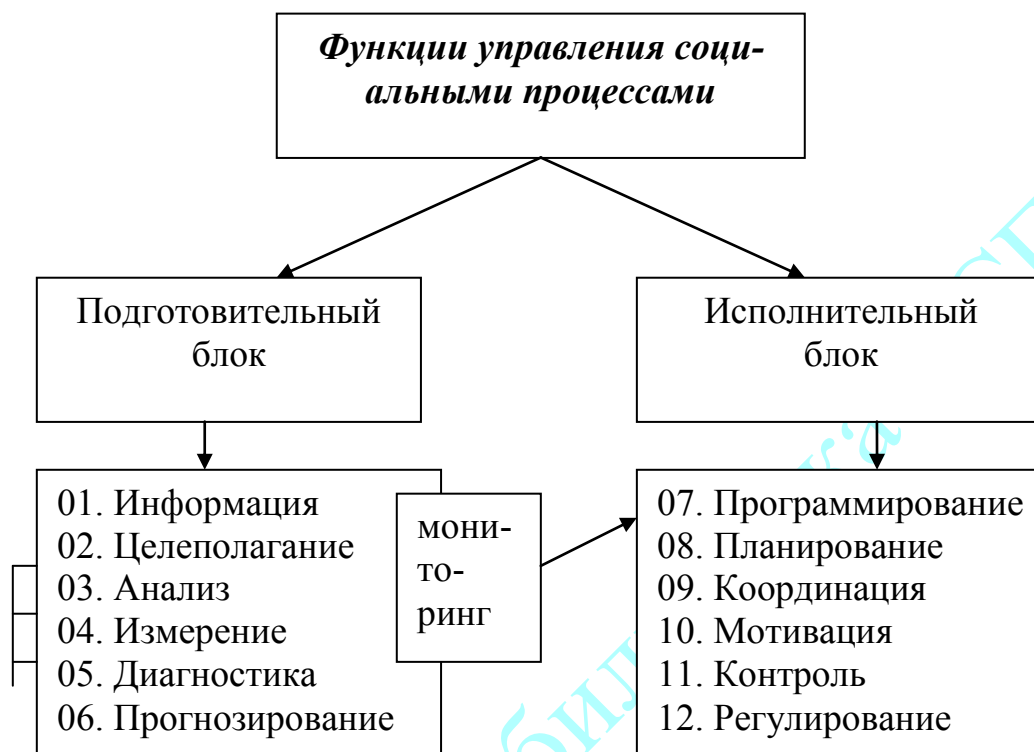 Функции управления соци-
альными процессами
Подготовительный
блок
Исполнительный
блок
01. Информация
02. Целеполагание
03. Анализ
04. Измерение
05. Диагностика
06. Прогнозирование
мони-
то-
ринг
07. Программирование
08. Планирование
09. Координация
10. Мотивация
11. Контроль
12. Регулирование